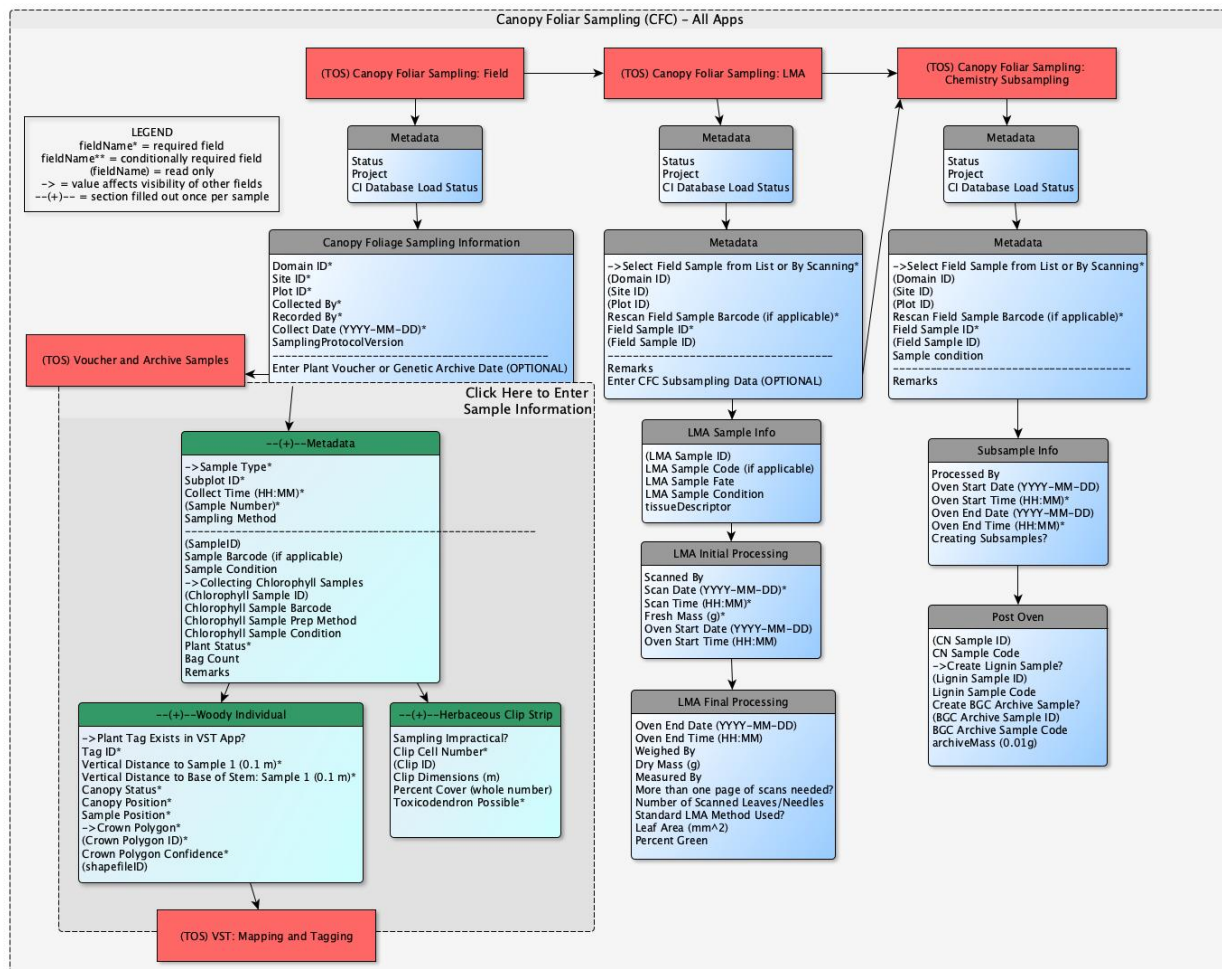 Canopy Foliar Sampling (CFC) – All Apps
(TOS) Canopy Foliar Sampling: Field
(TOS) Canopy Foliar Sampling: LMA
(TOS) Canopy Foliar Sampling:
Chemistry Subsampling
LEGEND
fieldName* = required field
fieldName** = conditionally required field
(fieldName) = read only
-> = value affects visibility of other fields
--(+)-- = section filled out once per sample
Metadata
Status
Project
CI Database Load Status
Metadata
Status
Project
CI Database Load Status
Metadata
Status
Project
CI Database Load Status
Canopy Foliage Sampling Information
Domain ID*
Site ID*
Plot ID*
Collected By*
Recorded By*
Collect Date (YYYY-MM-DD)*
SamplingProtocolVersion
Enter Plant Voucher or Genetic Archive Date (OPTIONAL)
Metadata
->Select Field Sample from List or By Scanning*
(Domain ID)
(Site ID)
(Plot ID)
Rescan Field Sample Barcode (if applicable)*
Field Sample ID*
(Field Sample ID)
Remarks
Enter CFC Subsampling Data (OPTIONAL)
Metadata
->Select Field Sample from List or By Scanning*
(Domain ID)
(Site ID)
(Plot ID)
Rescan Field Sample Barcode (if applicable)*
Field Sample ID*
(Field Sample ID)
Sample condition
Remarks
(TOS) Voucher and Archive Samples
Click Here to Enter
Sample Information
--(+)--Metadata
->Sample Type*
Subplot ID*
Collect Time (HH:MM)*
(Sample Number)*
Sampling Method
(SampleID)
Sample Barcode (if applicable)
Sample Condition
->Collecting Chlorophyll Samples
(Chlorophyll Sample ID)
Chlorophyll Sample Barcode
Chlorophyll Sample Prep Method
Chlorophyll Sample Condition
Plant Status*
Bag Count
Remarks
LMA Sample Info
(LMA Sample ID)
LMA Sample Code (if applicable)
LMA Sample Fate
LMA Sample Condition
tissueDescriptor
Subsample Info
Processed By
Oven Start Date (YYYY-MM-DD)
Oven Start Time (HH:MM)*
Oven End Date (YYYY-MM-DD)
Oven End Time (HH:MM)*
Creating Subsamples?
LMA Initial Processing
Scanned By
Scan Date (YYYY-MM-DD)*
Scan Time (HH:MM)*
Fresh Mass (g)*
Oven Start Date (YYYY-MM-DD)
Oven Start Time (HH:MM)
Post Oven
(CN Sample ID)
CN Sample Code
->Create Lignin Sample?
(Lignin Sample ID)
Lignin Sample Code
Create BGC Archive Sample?
(BGC Archive Sample ID)
BGC Archive Sample Code
archiveMass (0.01g)
--(+)--Woody Individual
->Plant Tag Exists in VST App?
Tag ID*
Vertical Distance to Sample 1 (0.1 m)*
Vertical Distance to Base of Stem: Sample 1 (0.1 m)*
Canopy Status*
Canopy Position*
Sample Position*
->Crown Polygon*
(Crown Polygon ID)*
Crown Polygon Confidence*
(shapefileID)
--(+)--Herbaceous Clip Strip
Sampling Impractical?
Clip Cell Number*
(Clip ID)
Clip Dimensions (m)
Percent Cover (whole number)
Toxicodendron Possible*
LMA Final Processing
Oven End Date (YYYY-MM-DD)
Oven End Time (HH:MM)
Weighed By
Dry Mass (g)
Measured By
More than one page of scans needed?
Number of Scanned Leaves/Needles
Standard LMA Method Used?
Leaf Area (mm^2)
Percent Green
(TOS) VST: Mapping and Tagging